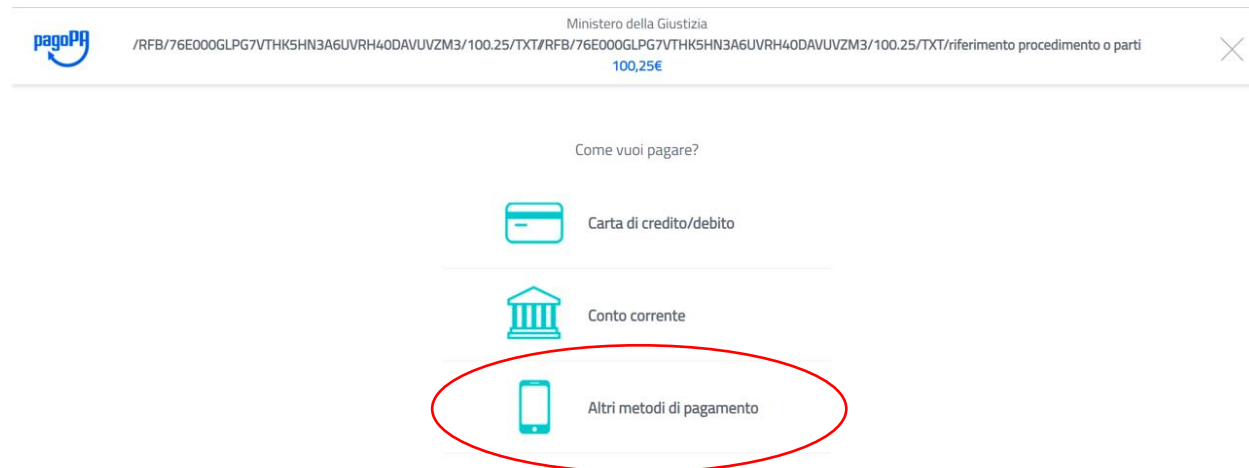 Ministero della Giustizia
pagoPA
/RFB/76E000GLPG7VTHK5HN3A6UVRH40DAVUVZM3/100.25/TXT//RFB/76E000GLPG7VTHK5HN3A6UVRH40DAVUVZM3/100.25/TXT/riferimento procedimento o parti
100,25€
Come vuoi pagare?
Carta di credito/debito
Conto corrente
Altri metodi di pagamento